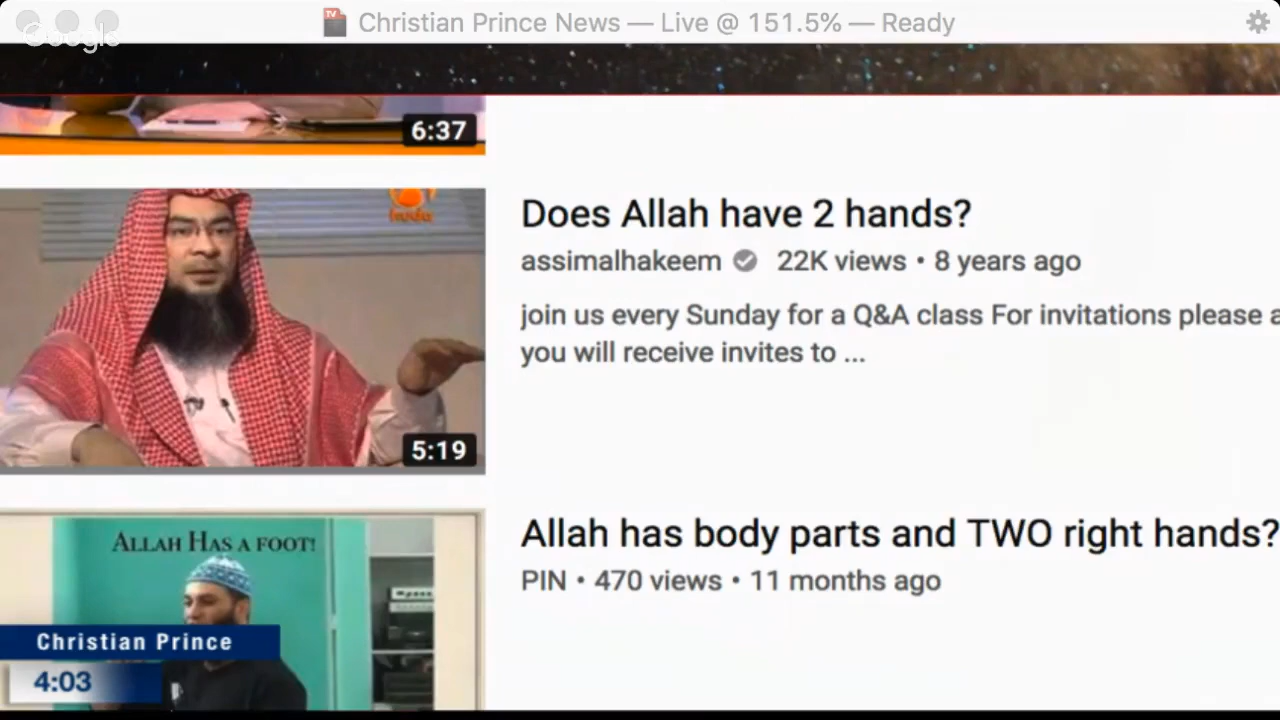 TV Christian Prince News — Live @ 151.5% — Ready
Google
6:37
huda
Does Allah have 2 hands?
assimalhakeem 22K views • 8 years ago
join us every Sunday for a Q&A class For invitations please a
you will receive invites to ...
5:19
Allah has body parts and TWO right hands?
PIN • 470 views • 11 months ago
ALLAH HAS A FOOT!
Christian Prince
4:03